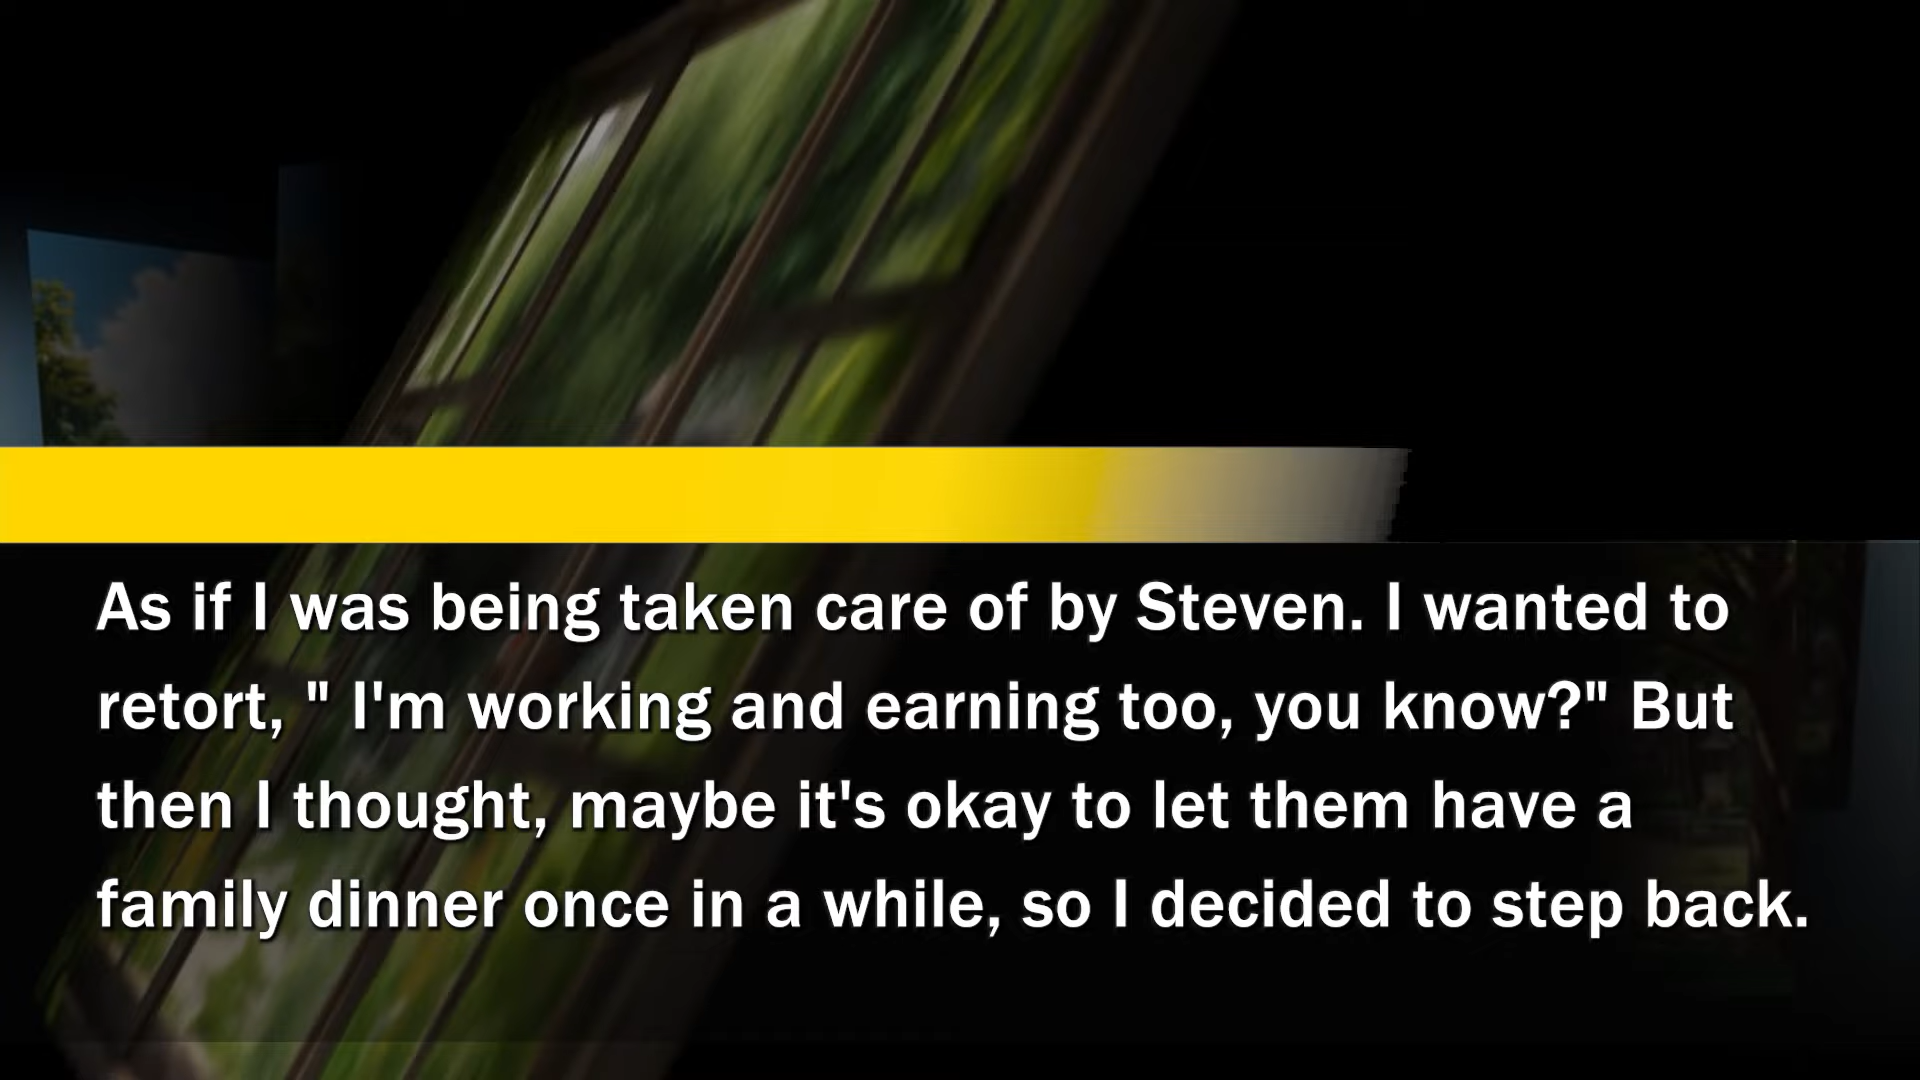 As if I was being taken care of by Steven. I wanted to
retort, " I'm working and earning too, you know?" But
then I thought, maybe it's okay to let them have a
family dinner once in a while, so I decided to step back.